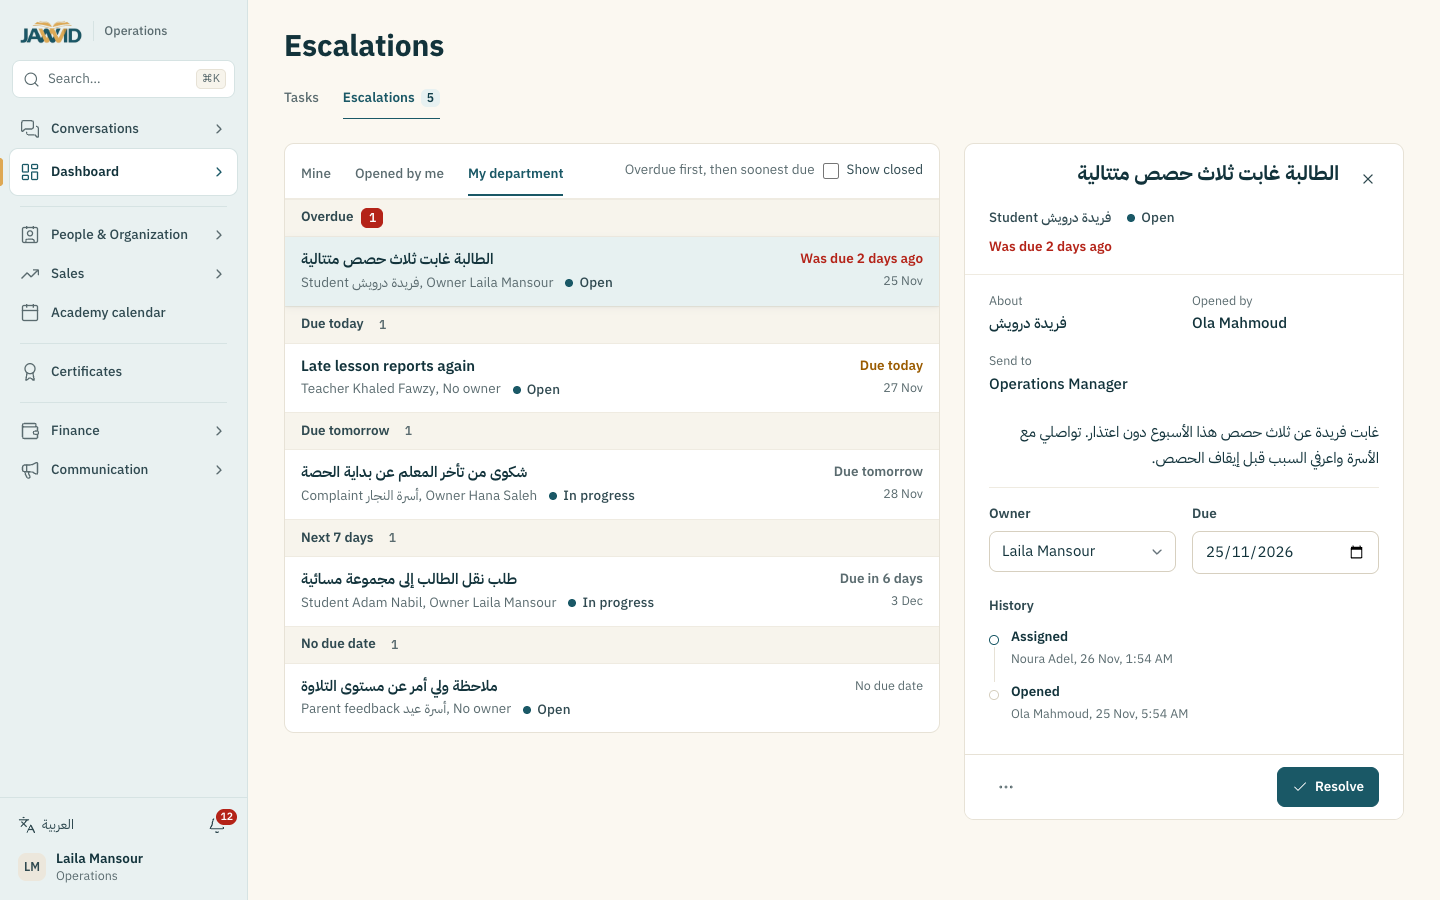 JAWID
Operations
Search...
⌘K
Conversations
Dashboard
People & Organization
Sales
Academy calendar
Certificates
Finance
Communication
العربية
12
LM
Laila Mansour
Operations
Escalations
Tasks
Escalations 5
Mine
Opened by me
My department
Overdue first, then soonest due
Show closed
Overdue 1
الطالبة غابت ثلاث حصص متتالية
Was due 2 days ago
Student فريدة درويش, Owner Laila Mansour
Open
25 Nov
Due today 1
Late lesson reports again
Due today
Teacher Khaled Fawzy, No owner
Open
27 Nov
Due tomorrow 1
شكوى من تأخر المعلم عن بداية الحصة
Due tomorrow
Complaint أسرة النجار, Owner Hana Saleh
In progress
28 Nov
Next 7 days 1
طلب نقل الطالب إلى مجموعة مسائية
Due in 6 days
Student Adam Nabil, Owner Laila Mansour
In progress
3 Dec
No due date 1
ملاحظة ولي أمر عن مستوى التلاوة
No due date
Parent feedback أسرة عيد, No owner
Open
الطالبة غابت ثلاث حصص متتالية
Student فريدة درويش
Open
Was due 2 days ago
About
Opened by
فريدة درويش
Ola Mahmoud
Send to
Operations Manager
غابت فريدة عن ثلاث حصص هذا الأسبوع دون اعتذار. تواصلي مع
الأسرة واعرفي السبب قبل إيقاف الحصص.
Owner
Due
Laila Mansour
25/11/2026
History
Assigned
Noura Adel, 26 Nov, 1:54 AM
Opened
Ola Mahmoud, 25 Nov, 5:54 AM
Resolve